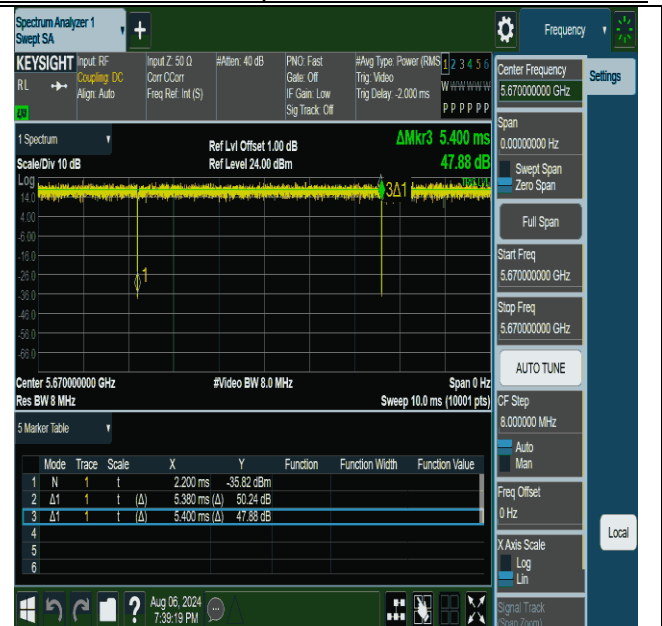 Spectrum Analyzer 1
Swept SA
+
Frequency
KEYSIGHT
RL
Input: RF
Coupling: DC
Align: Auto
Input Z: 50 Ω
Corr CCorr
Freq Ref: Int (S)
#Atten: 40 dB
PNO: Fast
Gate: Off
IF Gain: Low
Sig Track: Off
#Avg Type: Power (RMS
Trig: Video
Trig Delay: -2.000 ms
1 2 3 4 5 6
W W W W W W
P P P P P P
1 Spectrum
Scale/Div 10 dB
Log
Ref Lvl Offset 1.00 dB
Ref Level 24.00 dBm
ΔMkr3 5.400 ms
47.88 dB
14.0
4.00
-6.00
-16.0
-26.0
-36.0
-46.0
-56.0
-66.0
3Δ1
1
Center 5.670000000 GHz
Res BW 8 MHz
#Video BW 8.0 MHz
Span 0 Hz
Sweep 10.0 ms (10001 pts)
5 Marker Table
Mode Trace Scale X Y Function Function Width Function Value
1 N 1 t 2.200 ms -35.82 dBm
2 Δ1 1 t (Δ) 5.380 ms (Δ) 50.24 dB
3 Δ1 1 t (Δ) 5.400 ms (Δ) 47.88 dB
4
5
6
Aug 06, 2024
7:39:19 PM
?
Center Frequency
5.670000000 GHz
Settings
Span
0.00000000 Hz
Swept Span
Zero Span
Full Span
Start Freq
5.670000000 GHz
Stop Freq
5.670000000 GHz
AUTO TUNE
CF Step
8.000000 MHz
Auto
Man
Freq Offset
0 Hz
Local
X Axis Scale
Log
Lin
Signal Track
(Span Zoom)